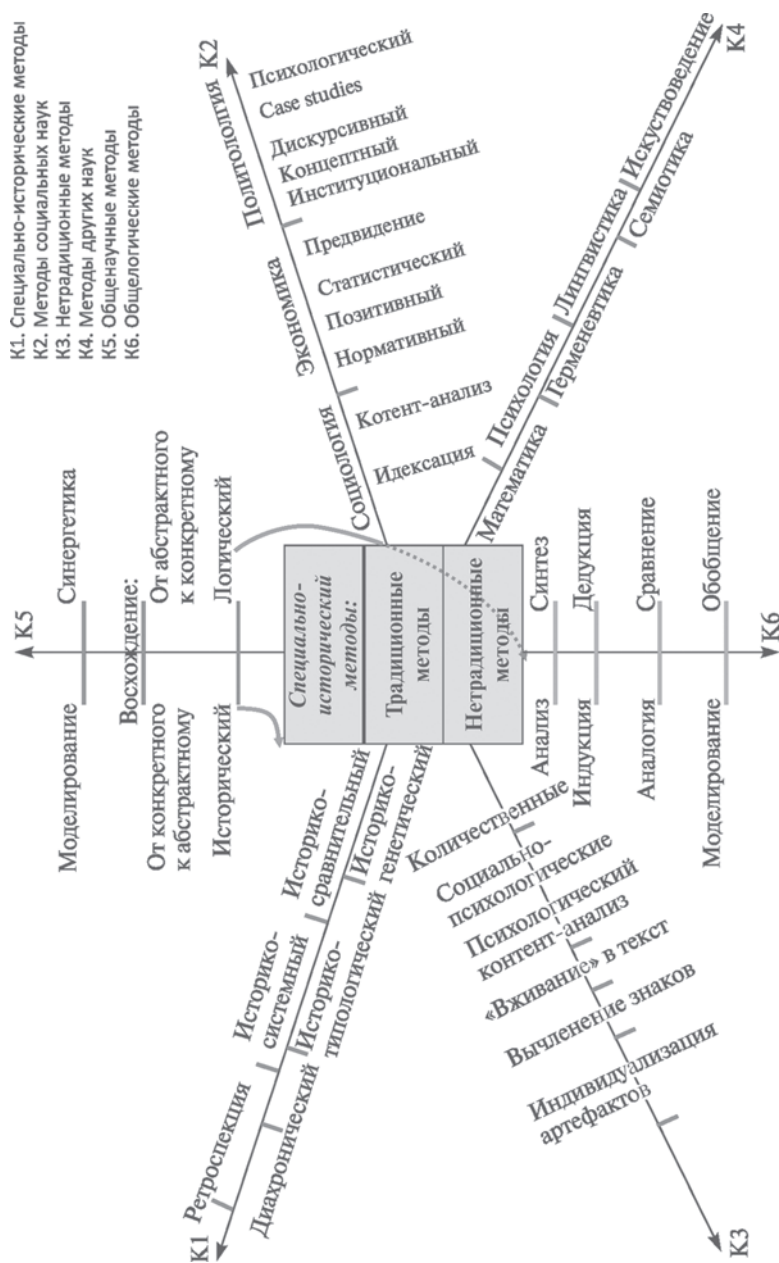 К1. Специально-исторические методы
К2. Методы социальных наук
К3. Нетрадиционные методы
К4. Методы других наук
К5. Общенаучные методы
К6. Общелогические методы
К5
Моделирование
Синергетика
Восхождение:
От конкретного
к абстрактному
От абстрактного
к конкретному
Исторический
Логический
К1
Ретроспекция
Историко-
системный
Историко-
сравнительный
Диахронический
Историко-
типологический
Историко-
генетический
К2
Социология
Экономика
Политология
Идексация
Котент-анализ
Нормативный
Позитивный
Статистический
Предвидение
Институциональный
Концептный
Дискурсивный
Case studies
Психологический
Специально-
исторический
методы:
Традиционные
методы
Нетрадиционные
методы
К3
Количественные
Социально-
психологические
Психологический
контент-анализ
«Вживание» в текст
Вычленение знаков
Индивидуализация
артефактов
К4
Математика
Психология
Герменевтика
Лингвистика
Семиотика
Искуствоведение
Анализ
Синтез
Индукция
Дедукция
Аналогия
Сравнение
Моделирование
Обобщение
К6